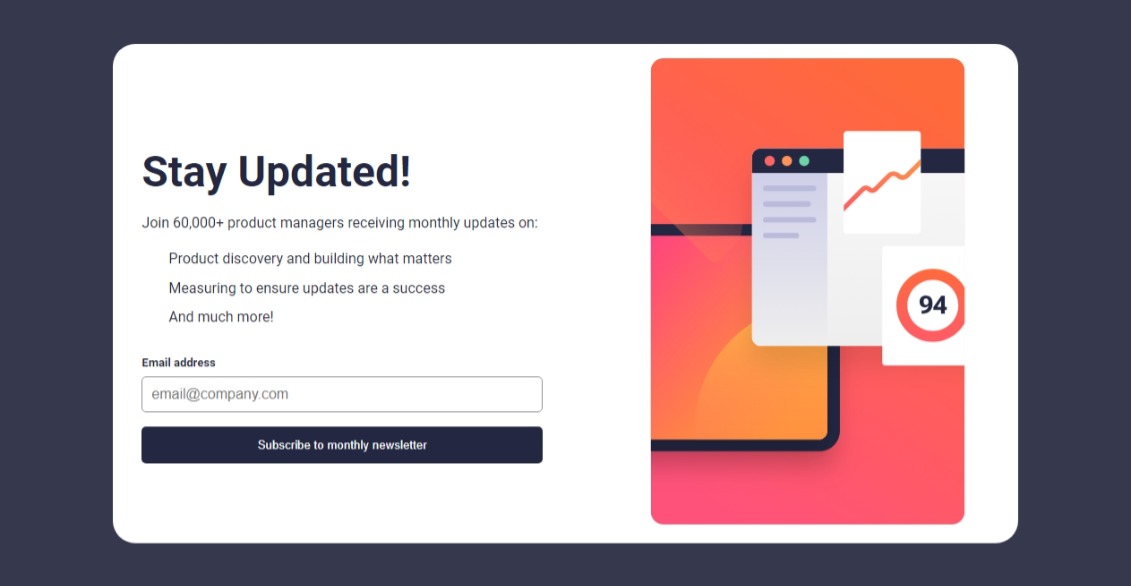 Stay Updated!
Join 60,000+ product managers receiving monthly updates on:
Product discovery and building what matters
Measuring to ensure updates are a success
And much more!
Email address
email@company.com
Subscribe to monthly newsletter
94